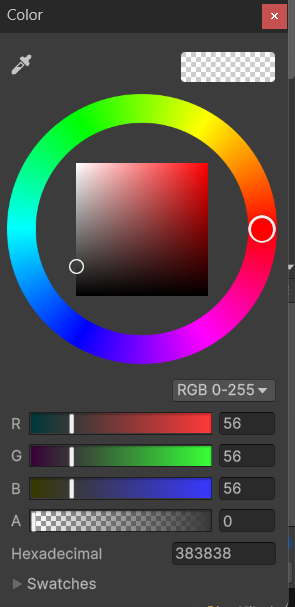 Color
RGB 0-255
R 56
G 56
B 56
A 0
Hexadecimal 383838
Swatches